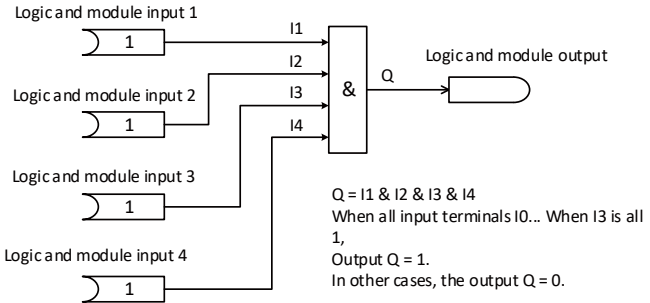 Logic and module input 1
1
I1
Logic and module input 2
1
I2
Logic and module input 3
1
I3
Logic and module input 4
1
I4
&
Q
Logic and module output
Q = I1 & I2 & I3 & I4
When all input terminals I0... When I3 is all
1,
Output Q = 1.
In other cases, the output Q = 0.